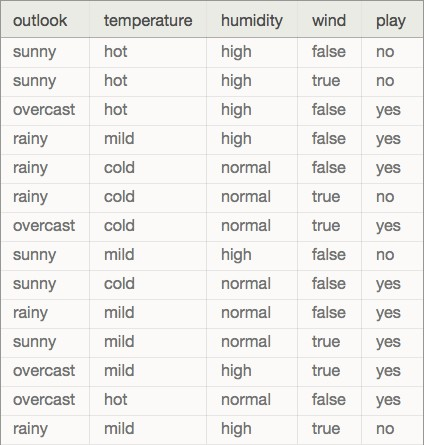 outlook temperature humidity wind play
sunny hot high false no
sunny hot high true no
overcast hot high false yes
rainy mild high false yes
rainy cold normal false yes
rainy cold normal true no
overcast cold normal true yes
sunny mild high false no
sunny cold normal false yes
rainy mild normal false yes
sunny mild normal true yes
overcast mild high true yes
overcast hot normal false yes
rainy mild high true no